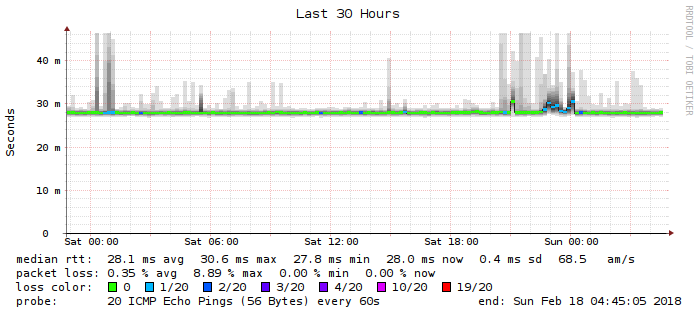 Last 30 Hours
RRDTOOL / TOBI OETIKER
Seconds
40 m
30 m
20 m
10 m
0
Sat 00:00 Sat 06:00 Sat 12:00 Sat 18:00 Sun 00:00
median rtt: 28.1 ms avg 30.6 ms max 27.8 ms min 28.0 ms now 0.4 ms sd 68.5 am/s
packet loss: 0.35 % avg 8.89 % max 0.00 % min 0.00 % now
loss color: 0 1/20 2/20 3/20 4/20 10/20 19/20
probe: 20 ICMP Echo Pings (56 Bytes) every 60s end: Sun Feb 18 04:45:05 2018